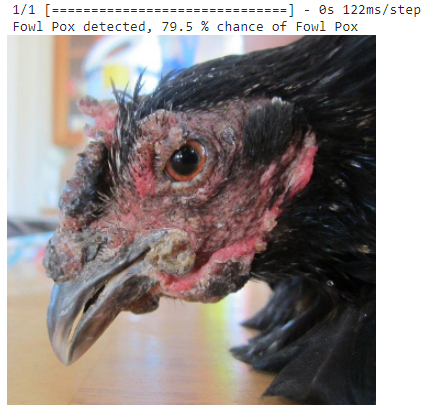 1/1 [==============================] - 0s 122ms/step
Fowl Pox detected, 79.5 % chance of Fowl Pox